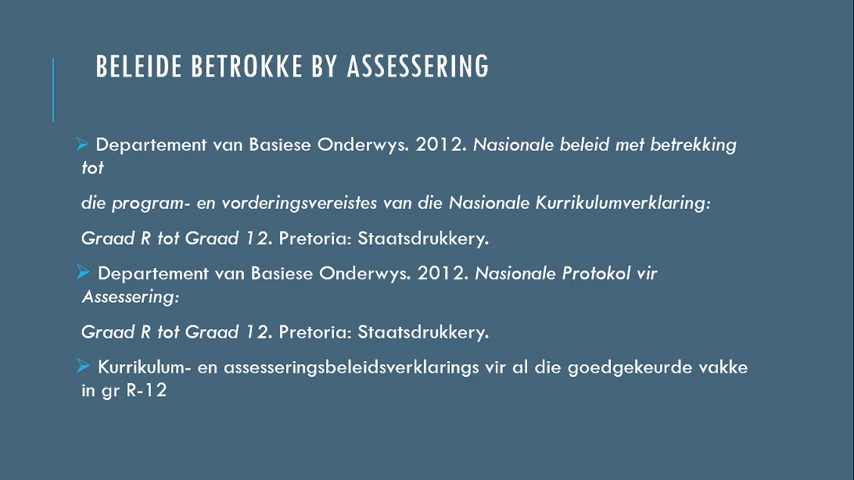 BELEIDE BETROKKE BY ASSESSERING
➢ Departement van Basiese Onderwys. 2012. Nasionale beleid met betrekking
tot
die program- en vorderingsvereistes van die Nasionale Kurrikulumverklaring:
Graad R tot Graad 12. Pretoria: Staatsdrukkery.
➢ Departement van Basiese Onderwys. 2012. Nasionale Protokol vir
Assessering:
Graad R tot Graad 12. Pretoria: Staatsdrukkery.
➢ Kurrikulum- en assesseringsbeleidsverklarings vir al die goedgekeurde vakke
in gr R-12